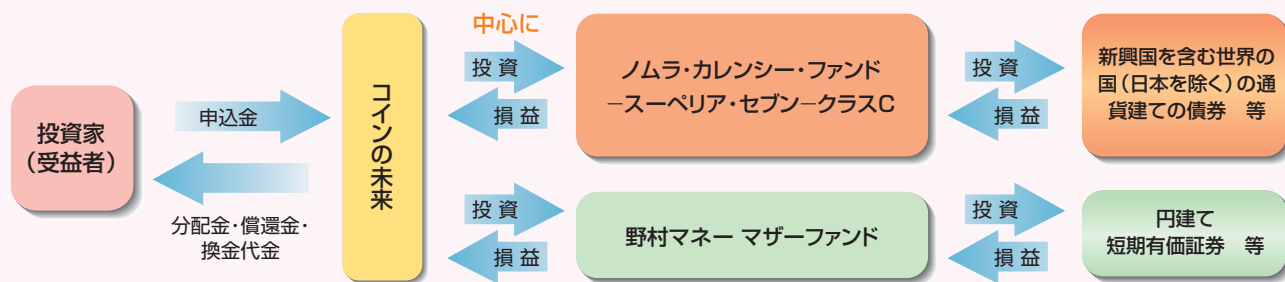 投資家
（受益者）
申込金
分配金・償還金・
換金代金
コインの未来
中心に
投 資
損 益
ノムラ・カレンシー・ファンド
－スーペリア・セブン－クラスC
投 資
損 益
新興国を含む世界の
国（日本を除く）の通
貨建ての債券　等
投 資
損 益
野村マネー マザーファンド
投 資
損 益
円建て
短期有価証券　等